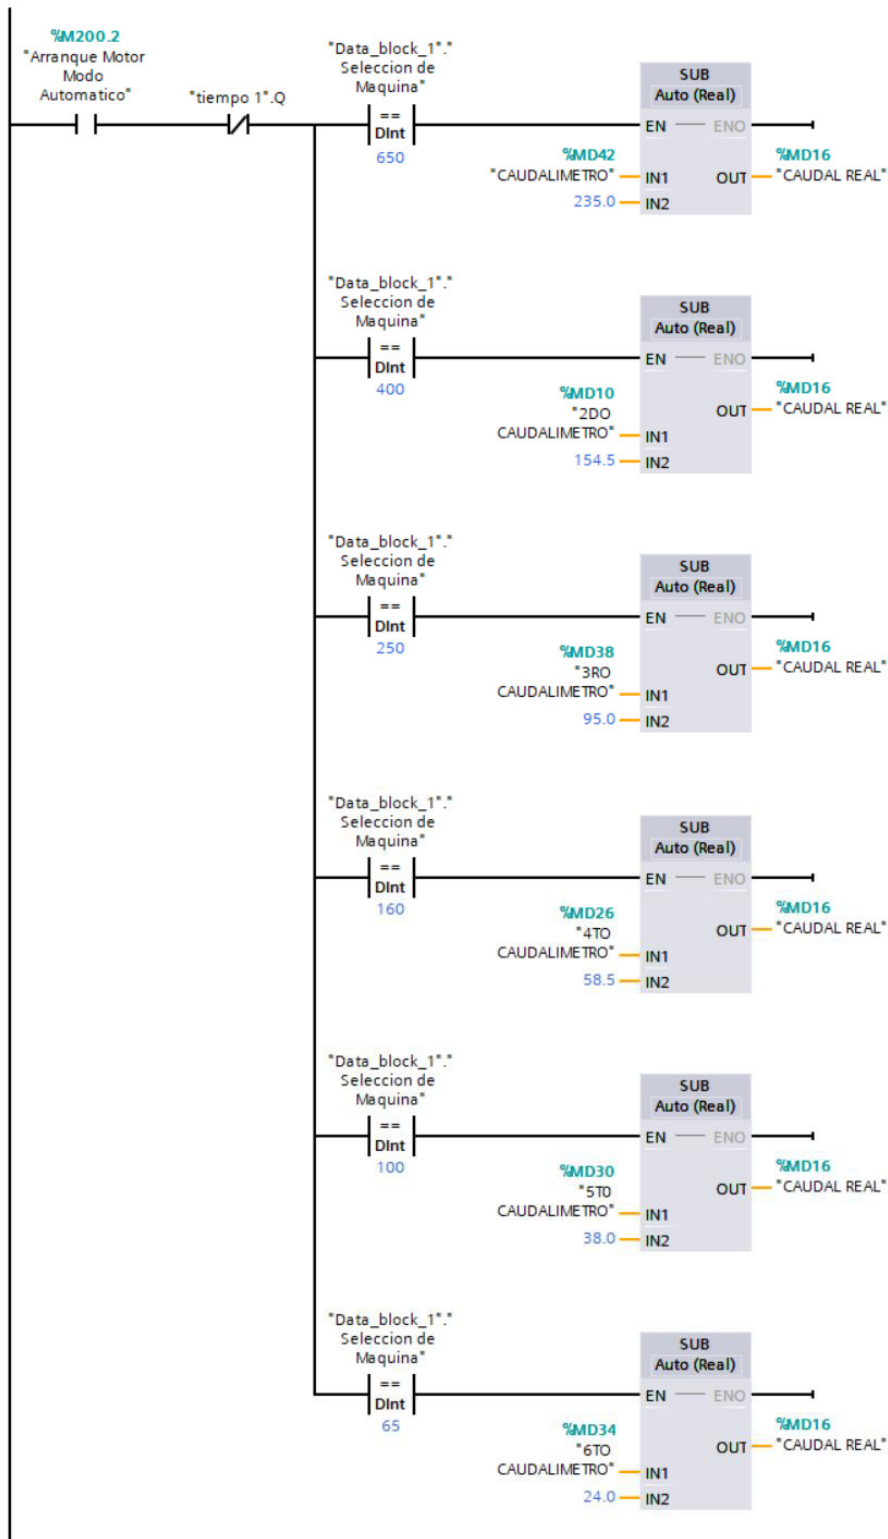 %M200.2
"Arranque Motor
Modo
Automatico"
"tiempo 1".Q
"Data_block_1"."
Seleccion de
Maquina"
==
DInt
650
SUB
Auto (Real)
EN
ENO
%MD42
"CAUDALIMETRO"
IN1
235.0
IN2
OUT
%MD16
"CAUDAL REAL"
"Data_block_1"."
Seleccion de
Maquina"
==
DInt
400
SUB
Auto (Real)
EN
ENO
%MD10
"2DO
CAUDALIMETRO"
IN1
154.5
IN2
OUT
%MD16
"CAUDAL REAL"
"Data_block_1"."
Seleccion de
Maquina"
==
DInt
250
SUB
Auto (Real)
EN
ENO
%MD38
"3RO
CAUDALIMETRO"
IN1
95.0
IN2
OUT
%MD16
"CAUDAL REAL"
"Data_block_1"."
Seleccion de
Maquina"
==
DInt
160
SUB
Auto (Real)
EN
ENO
%MD26
"4TO
CAUDALIMETRO"
IN1
58.5
IN2
OUT
%MD16
"CAUDAL REAL"
"Data_block_1"."
Seleccion de
Maquina"
==
DInt
100
SUB
Auto (Real)
EN
ENO
%MD30
"5T0
CAUDALIMETRO"
IN1
38.0
IN2
OUT
%MD16
"CAUDAL REAL"
"Data_block_1"."
Seleccion de
Maquina"
==
DInt
65
SUB
Auto (Real)
EN
ENO
%MD34
"6TO
CAUDALIMETRO"
IN1
24.0
IN2
OUT
%MD16
"CAUDAL REAL"